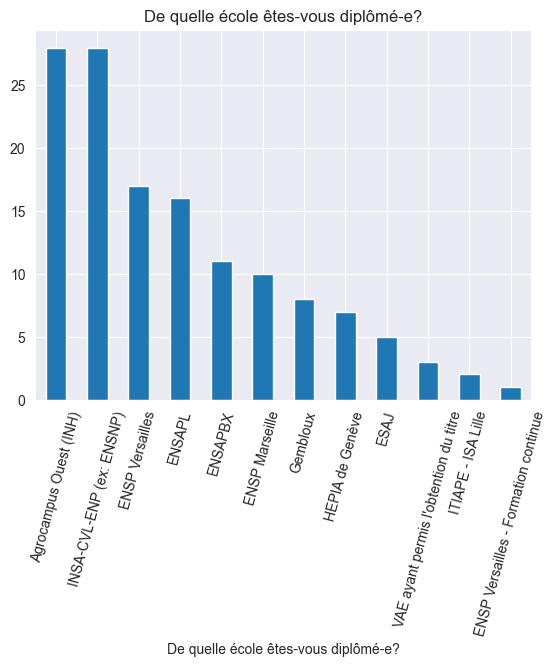 De quelle école êtes-vous diplômé-e?
25
20
15
10
5
0
Agrocampus Ouest (INH)
INSA-CVL-ENP (ex: ENSNP)
ENSP Versailles
ENSAPL
ENSAPBX
ENSP Marseille
Gembloux
HEPIA de Genève
ESAJ
VAE ayant permis l'obtention du titre
ITIAPE - ISA Lille
ENSP Versailles - Formation continue
De quelle école êtes-vous diplômé-e?